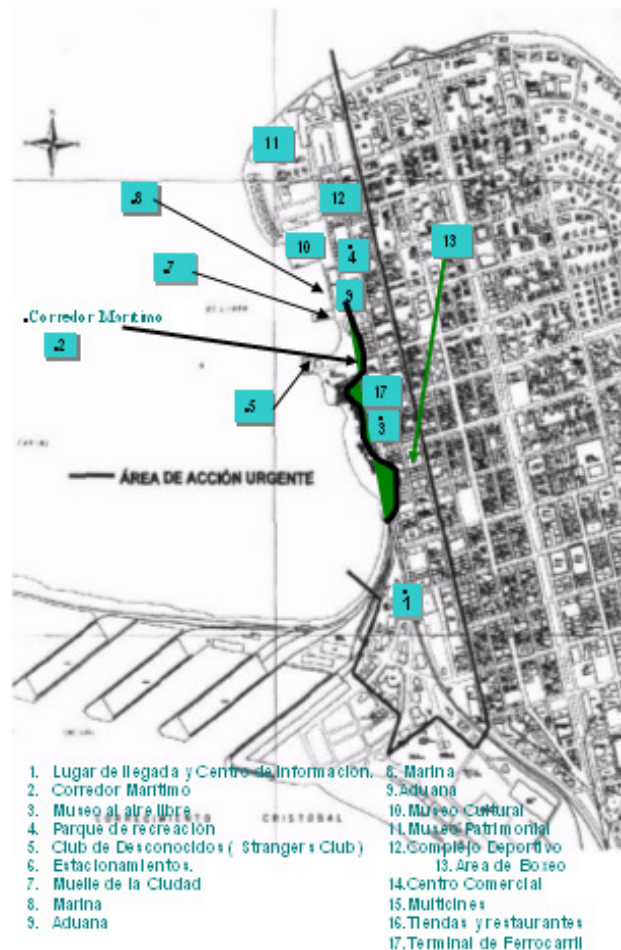 11
12
.8
10
.4
13
.7
9
.Corredor Marítimo
.2
17
.5
.3
ÁREA DE ACCIÓN URGENTE
1
CORREGIMIENTO CRISTOBAL
1. Lugar de llegada y Centro de Información.
2. Corredor Marítimo
3. Museo al aire libre
4. Parque de recreación
5. Club de Desconocidos ( Strangers Club )
6. Estacionamientos.
7. Muelle de la Ciudad
8. Marina
9. Aduana
8. Marina
9. Aduana
10. Museo Cultural
11. Museo Patrimonial
12. Complejo Deportivo
13. Area de Boxeo
14. Centro Comercial
15. Multicines
16. Tiendas y restaurantes
17. Terminal de Ferrocarril